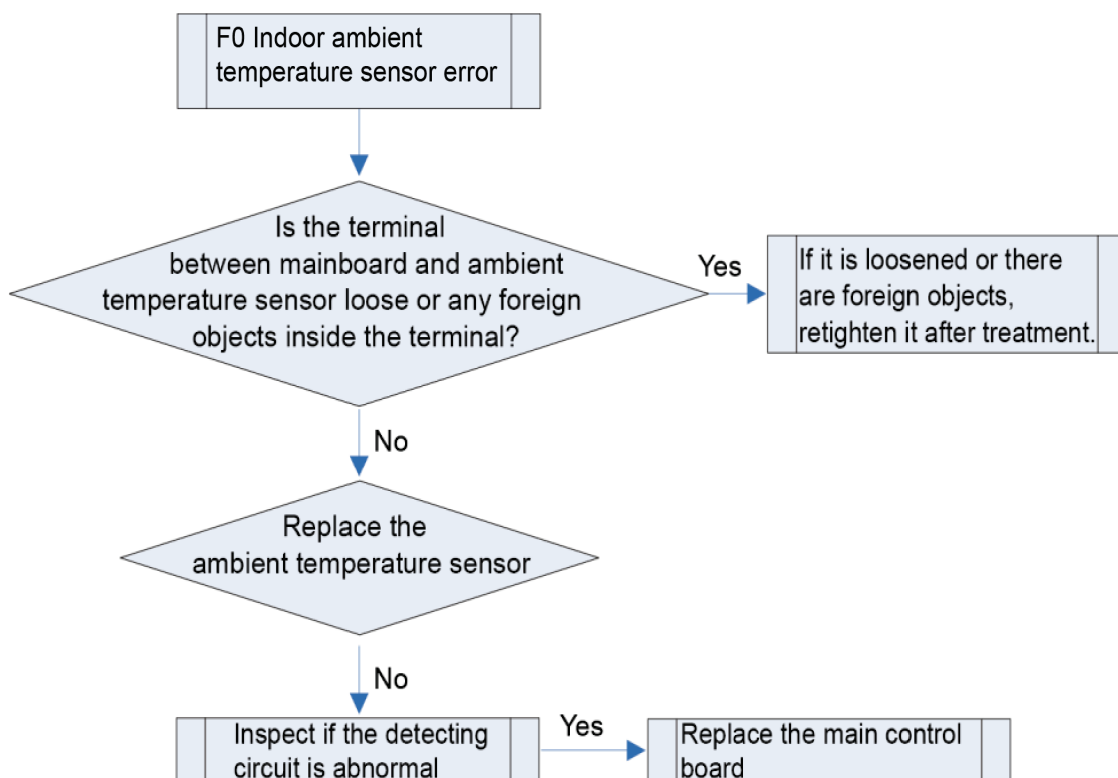 F0 Indoor ambient
temperature sensor error
Is the terminal
between mainboard and ambient
temperature sensor loose or any foreign
objects inside the terminal?
Yes
If it is loosened or there
are foreign objects,
retighten it after treatment.
No
Replace the
ambient temperature sensor
No
Inspect if the detecting
circuit is abnormal
Yes
Replace the main control
board